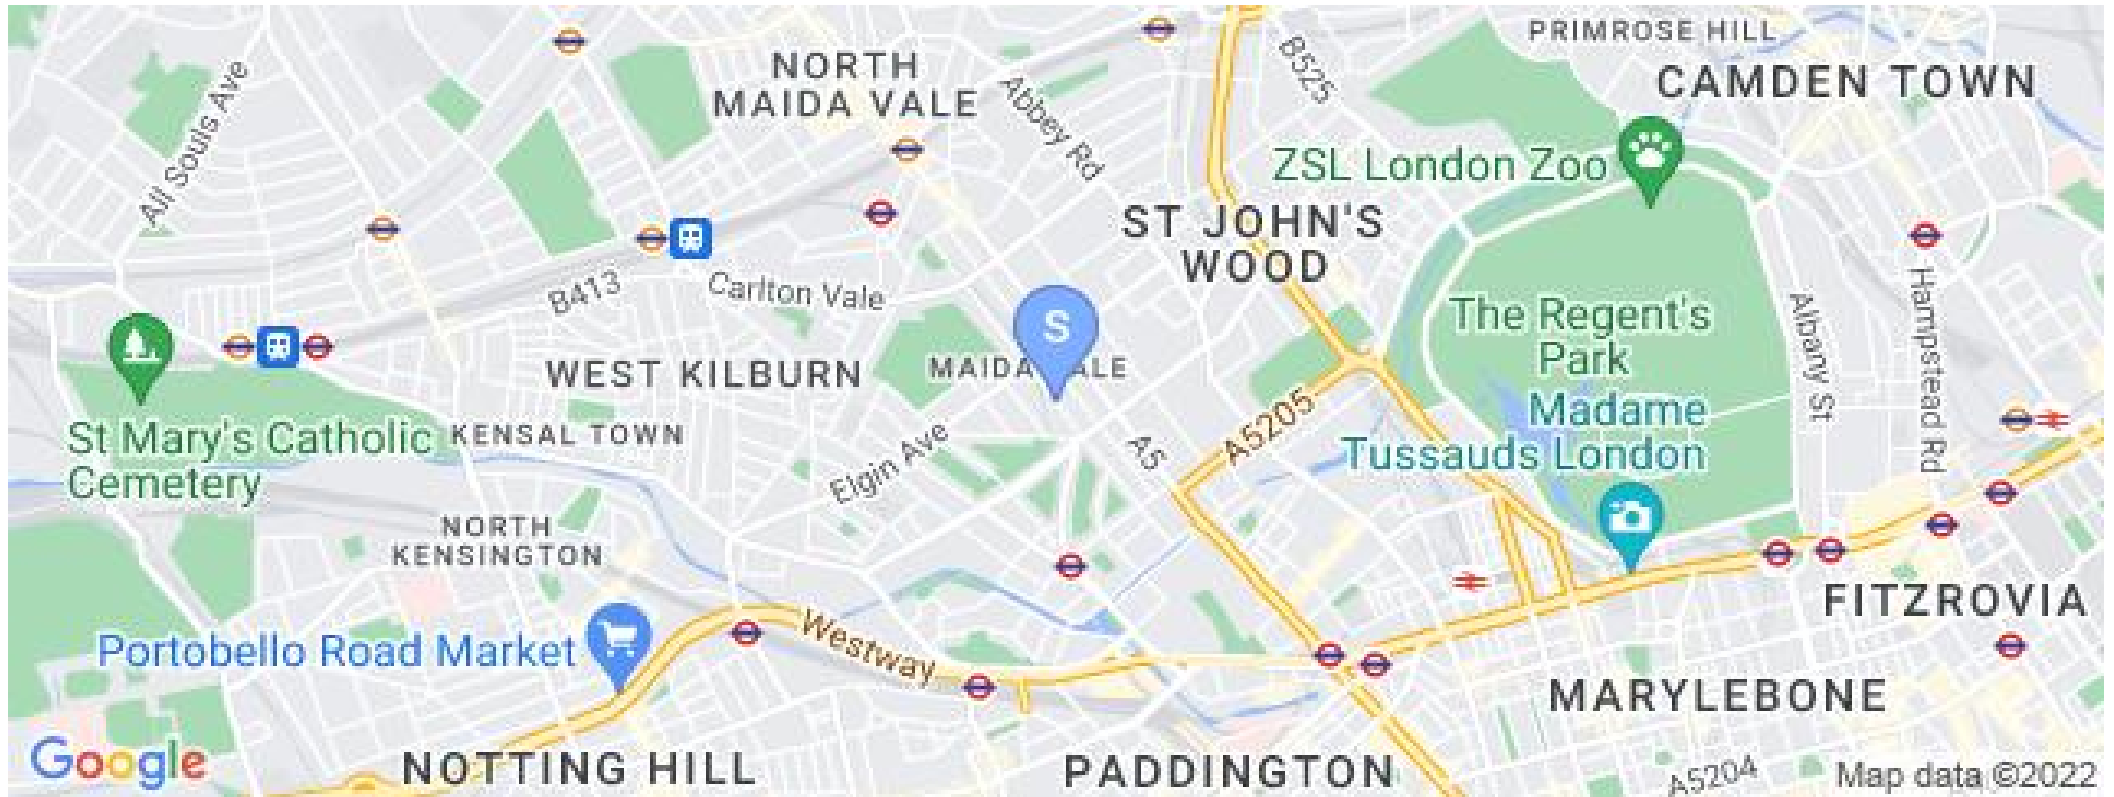 PRIMROSE HILL
B525
NORTH
MAIDA VALE
CAMDEN TOWN
All Souls Ave
Abbey Rd
ZSL London Zoo
ST JOHN'S
WOOD
B413
Carlton Vale
Hampstead Rd
Albany St
The Regent's
Park
S
MAIDA VALE
WEST KILBURN
Madame
Tussauds London
A5205
St Mary's Catholic
Cemetery
KENSAL TOWN
Elgin Ave
A5
NORTH
KENSINGTON
FITZROVIA
Portobello Road Market
Westway
MARYLEBONE
Google
NOTTING HILL
PADDINGTON
A5204
Map data ©2022